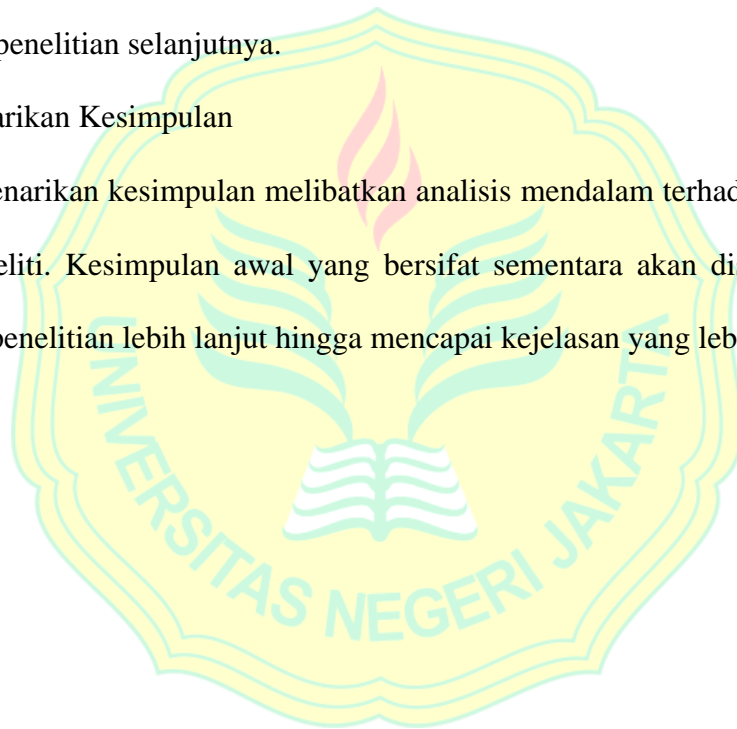 penelitian selanjutnya.
arikan Kesimpulan
enarikan kesimpulan melibatkan analisis mendalam terhad
eliti. Kesimpulan awal yang bersifat sementara akan di
penelitian lebih lanjut hingga mencapai kejelasan yang leb
UNIVERSITAS NEGERI JAKARTA